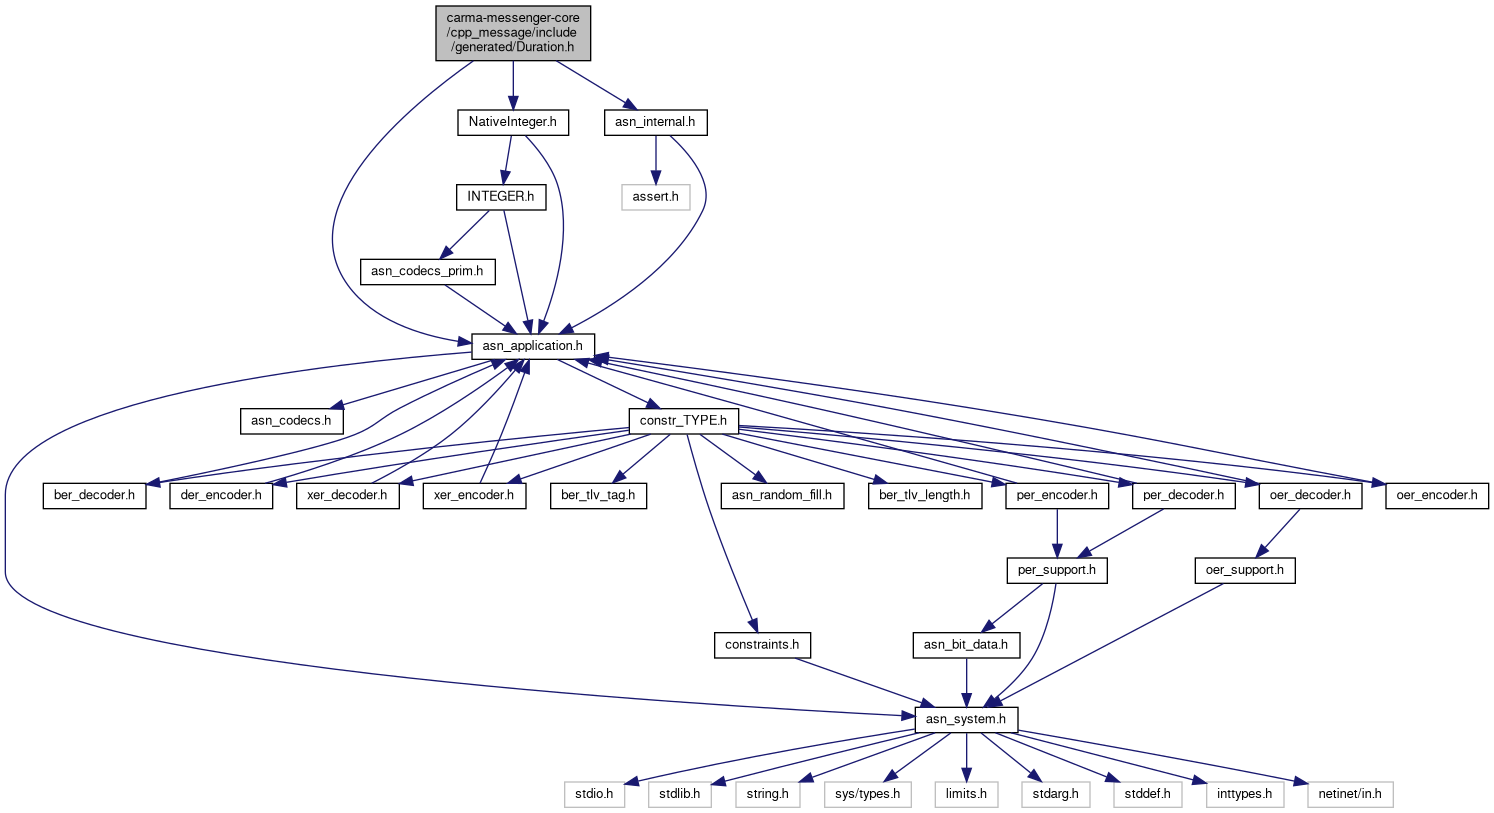 carma-messenger-core
/cpp_message/include
/generated/Duration.h
NativeInteger.h
asn_internal.h
INTEGER.h
assert.h
asn_codecs_prim.h
asn_application.h
asn_codecs.h
constr_TYPE.h
ber_decoder.h
der_encoder.h
xer_decoder.h
xer_encoder.h
ber_tlv_tag.h
asn_random_fill.h
ber_tlv_length.h
per_encoder.h
per_decoder.h
oer_decoder.h
oer_encoder.h
per_support.h
oer_support.h
constraints.h
asn_bit_data.h
asn_system.h
stdio.h
stdlib.h
string.h
sys/types.h
limits.h
stdarg.h
stddef.h
inttypes.h
netinet/in.h